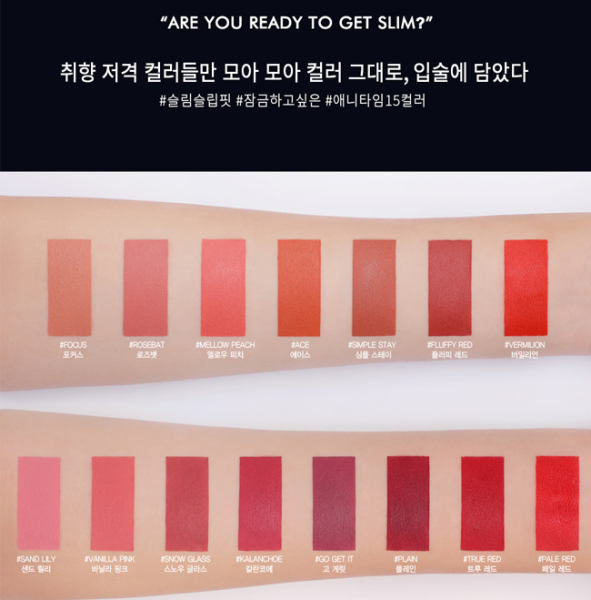 “ARE YOU READY TO GET SLIM?”
취향 저격 컬러들만 모아 모아 컬러 그대로, 입술에 담았다
#슬림슬립핏 #잠금하고싶은 #애니타임15컬러
#FOCUS #ROSEBAT #MELLOW PEACH #ACE #SIMPLE STAY #FLUFFY RED #VERMILION
포커스 로즈뱃 멜로우 피치 에이스 심플 스테이 플러피 레드 버밀리언
#SAND LILY #VANILLA PINK #SNOW GLASS #KALANCHOE #GO GET IT #PLAIN #TRUE RED #PALE RED
샌드 릴리 바닐라 핑크 스노우 글라스 칼란코에 고 게릿 플레인 트루 레드 페일 레드